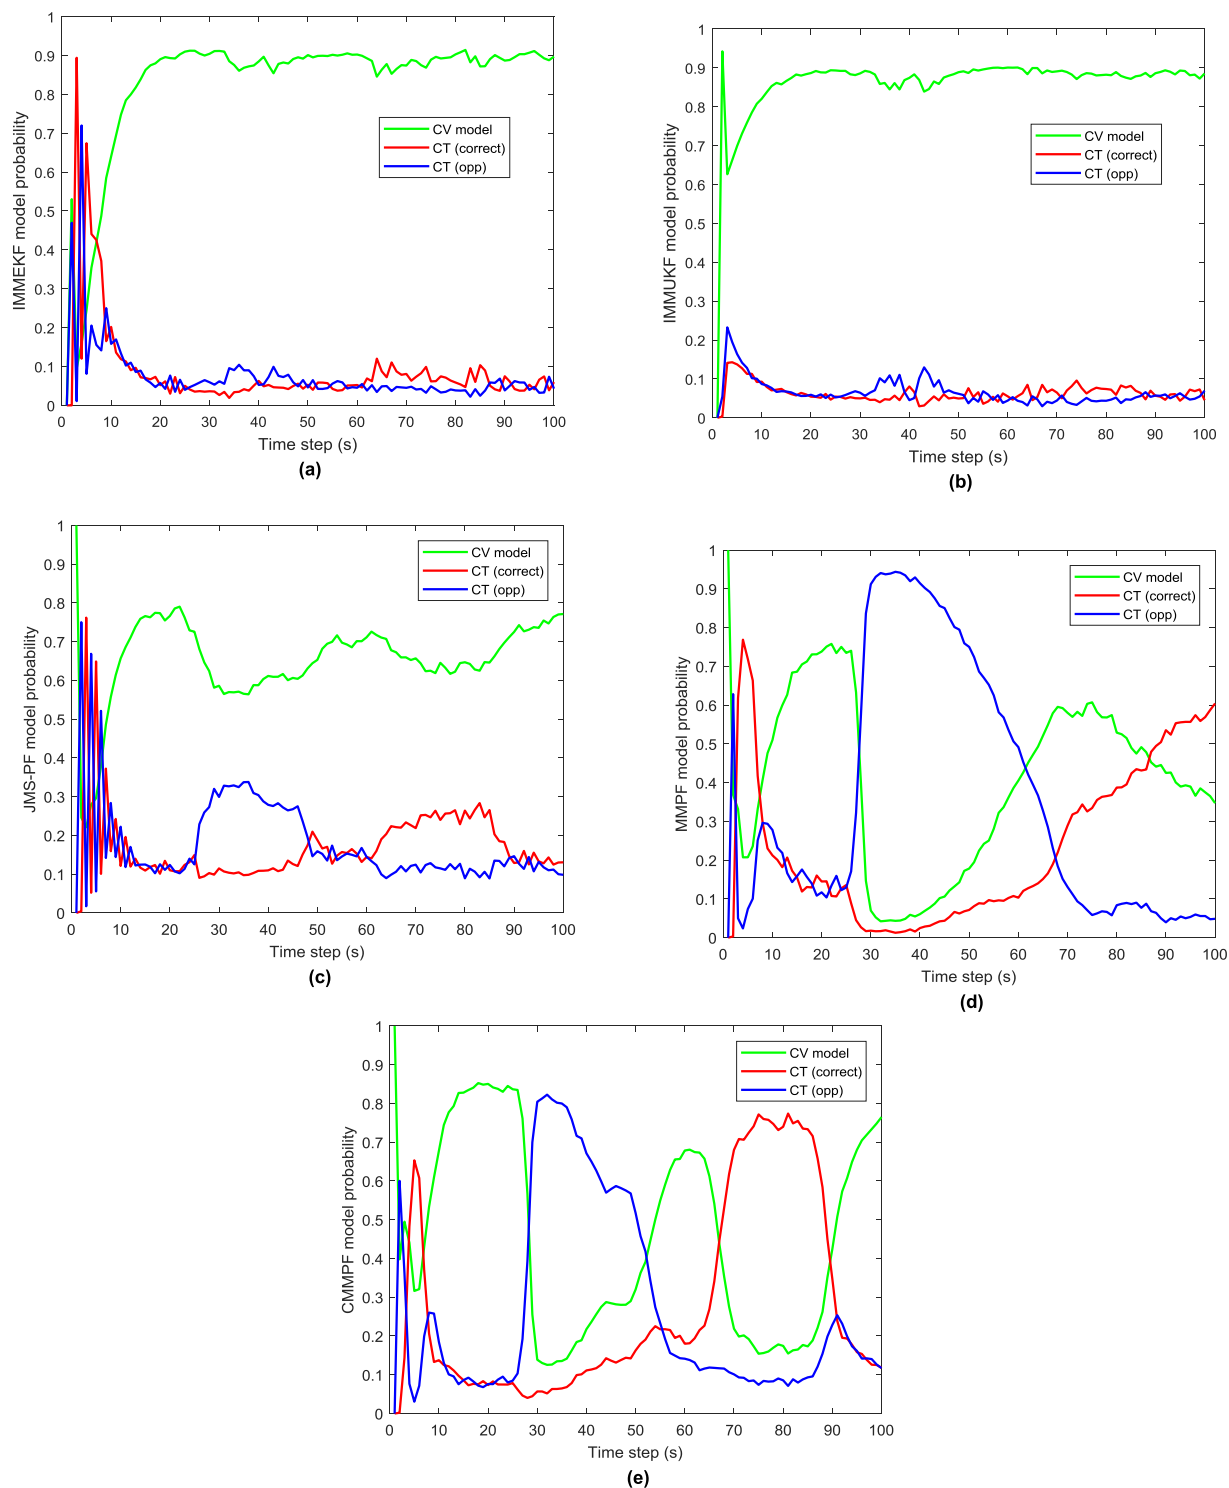 1
0.9
0.8
0.7
0.6
0.5
0.4
0.3
0.2
0.1
0
IMMEKF model probability
CV model
CT (correct)
CT (opp)
0 10 20 30 40 50 60 70 80 90 100
Time step (s)
(a)
1
0.9
0.8
0.7
0.6
0.5
0.4
0.3
0.2
0.1
0
IMMUKF model probability
CV model
CT (correct)
CT (opp)
0 10 20 30 40 50 60 70 80 90 100
Time step (s)
(b)
1
0.9
0.8
0.7
0.6
0.5
0.4
0.3
0.2
0.1
0
JMS-PF model probability
CV model
CT (correct)
CT (opp)
0 10 20 30 40 50 60 70 80 90 100
Time step (s)
(c)
1
0.9
0.8
0.7
0.6
0.5
0.4
0.3
0.2
0.1
0
MMPF model probability
CV model
CT (correct)
CT (opp)
0 10 20 30 40 50 60 70 80 90 100
Time step (s)
(d)
1
0.9
0.8
0.7
0.6
0.5
0.4
0.3
0.2
0.1
0
CMMPF model probability
CV model
CT (correct)
CT (opp)
0 10 20 30 40 50 60 70 80 90 100
Time step (s)
(e)